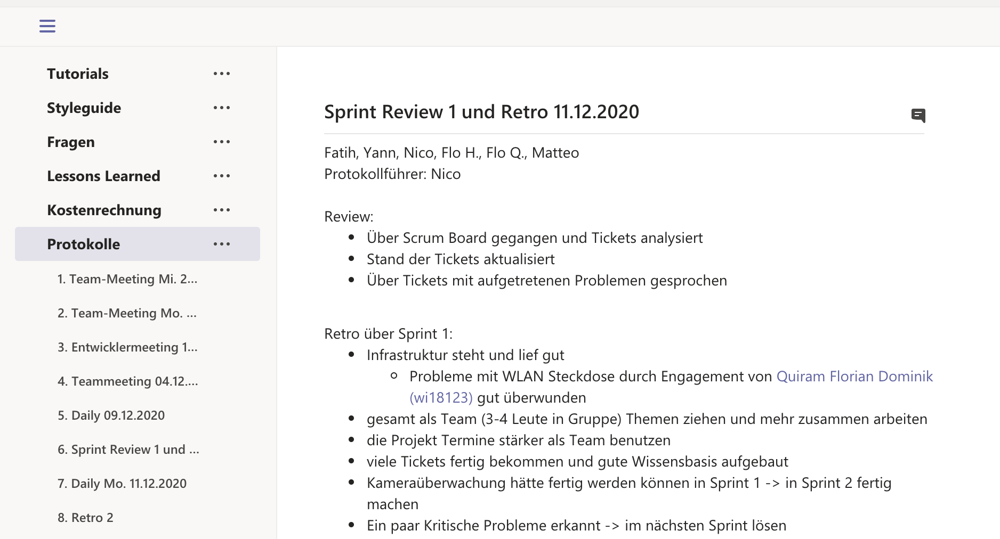 Tutorials
Styleguide
Fragen
Lessons Learned
Kostenrechnung
Protokolle
1. Team-Meeting Mi. 2...
2. Team-Meeting Mo. ...
3. Entwicklermeeting 1...
4. Teammeeting 04.12....
5. Daily 09.12.2020
6. Sprint Review 1 und ...
7. Daily Mo. 11.12.2020
8. Retro 2
Sprint Review 1 und Retro 11.12.2020
Fatih, Yann, Nico, Flo H., Flo Q., Matteo
Protokollführer: Nico
Review:
• Über Scrum Board gegangen und Tickets analysiert
• Stand der Tickets aktualisiert
• Über Tickets mit aufgetretenen Problemen gesprochen
Retro über Sprint 1:
• Infrastruktur steht und lief gut
○ Probleme mit WLAN Steckdose durch Engagement von Quiram Florian Dominik
(wi18123) gut überwunden
• gesamt als Team (3-4 Leute in Gruppe) Themen ziehen und mehr zusammen arbeiten
• die Projekt Termine stärker als Team benutzen
• viele Tickets fertig bekommen und gute Wissensbasis aufgebaut
• Kameraüberwachung hätte fertig werden können in Sprint 1 -> in Sprint 2 fertig
machen
• Ein paar Kritische Probleme erkannt -> im nächsten Sprint lösen